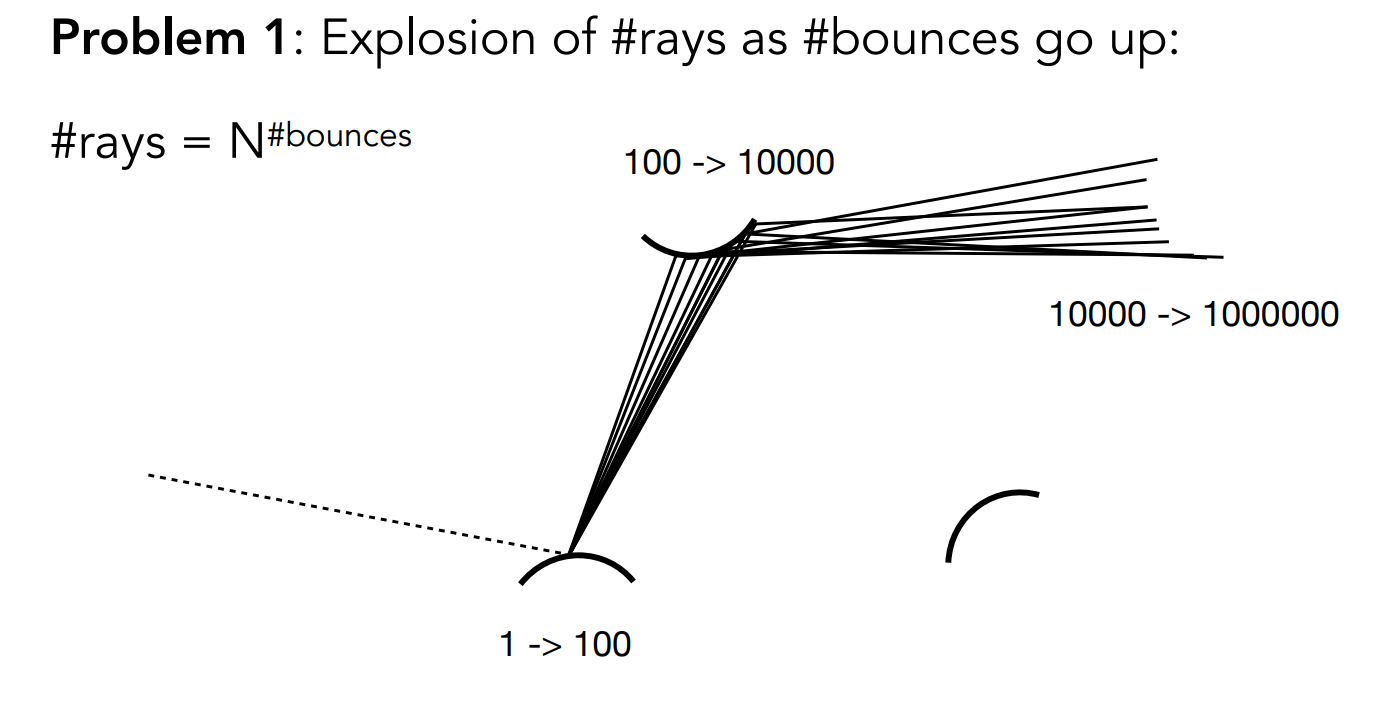 Problem 1: Explosion of #rays as #bounces go up:
#rays = N#bounces
100 -> 10000
10000 -> 1000000
1 -> 100